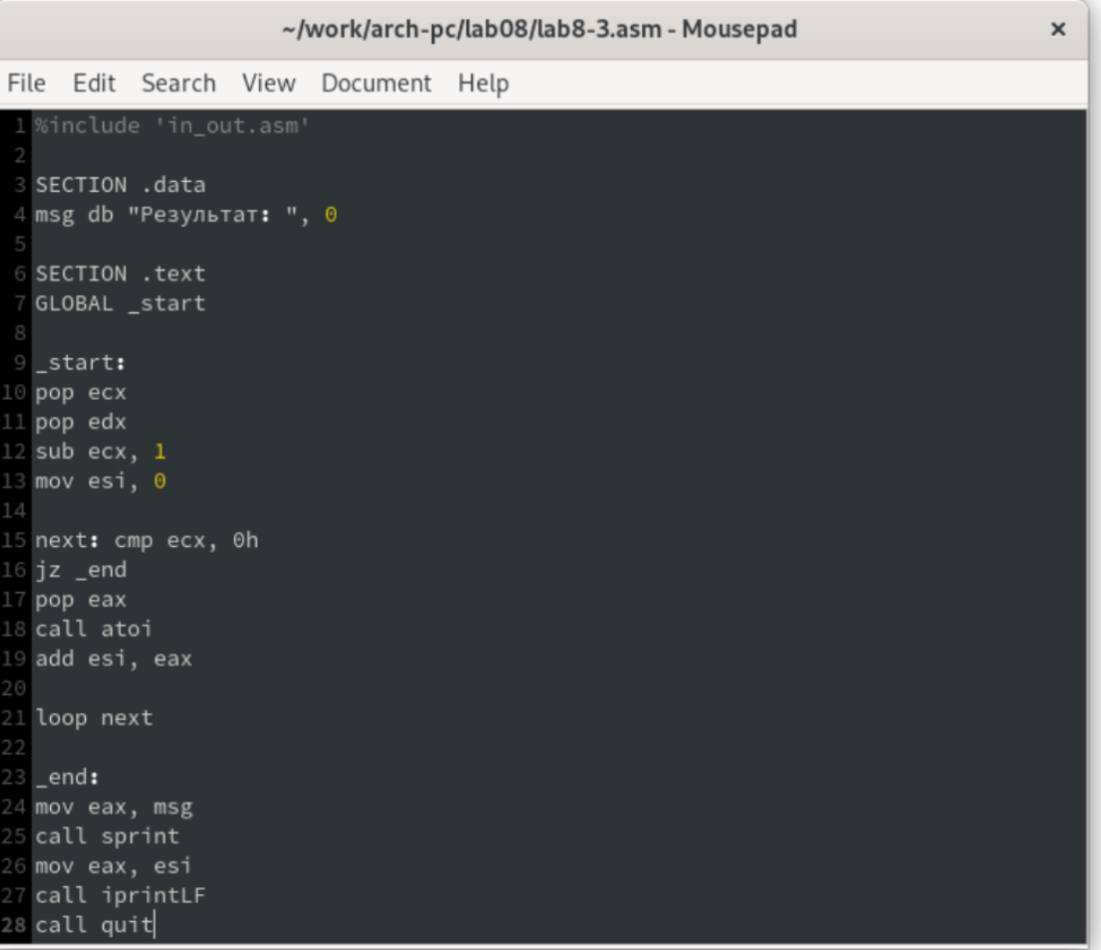 ~/work/arch-pc/lab08/lab8-3.asm - Mousepad ×
File Edit Search View Document Help
1 %include 'in_out.asm'
2
3 SECTION .data
4 msg db "Результат: ", 0
5
6 SECTION .text
7 GLOBAL _start
8
9 _start:
10 pop ecx
11 pop edx
12 sub ecx, 1
13 mov esi, 0
14
15 next: cmp ecx, 0h
16 jz _end
17 pop eax
18 call atoi
19 add esi, eax
20
21 loop next
22
23 _end:
24 mov eax, msg
25 call sprint
26 mov eax, esi
27 call iprintLF
28 call quit